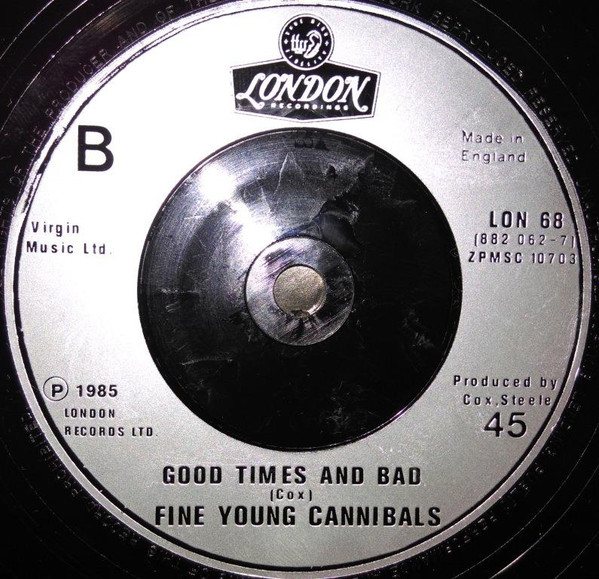 LONDON
RECORDINGS
B
Made in
England
Virgin
Music Ltd.
LON 68
(882 062-7)
ZPMSC 10703
Ⓟ 1985
LONDON
RECORDS LTD.
Produced by
Cox, Steele
45
GOOD TIMES AND BAD
(Cox)
FINE YOUNG CANNIBALS